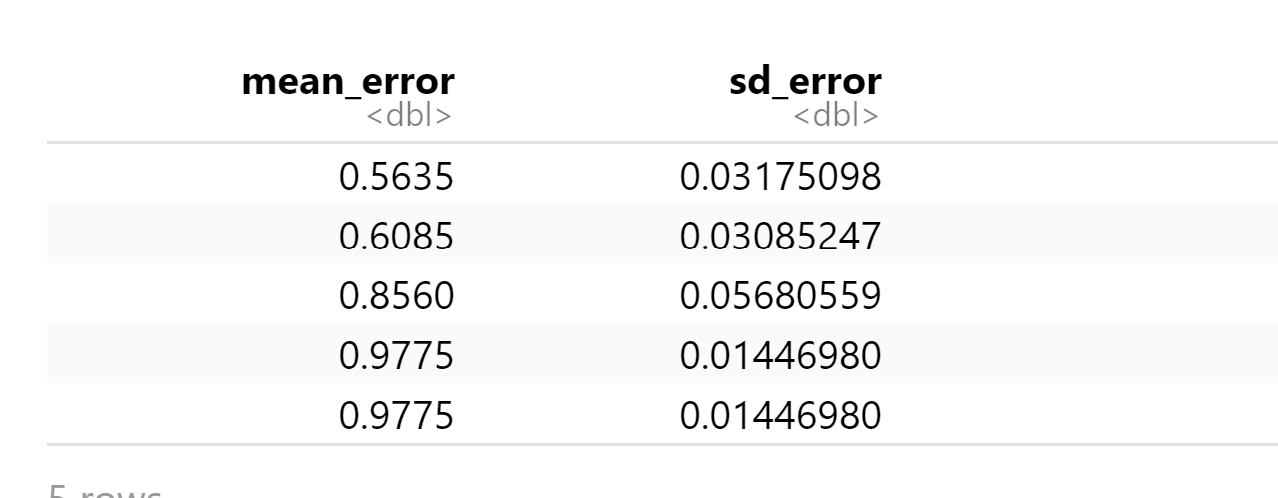 mean_error sd_error
<dbl> <dbl>
0.5635 0.03175098
0.6085 0.03085247
0.8560 0.05680559
0.9775 0.01446980
0.9775 0.01446980
5 rows